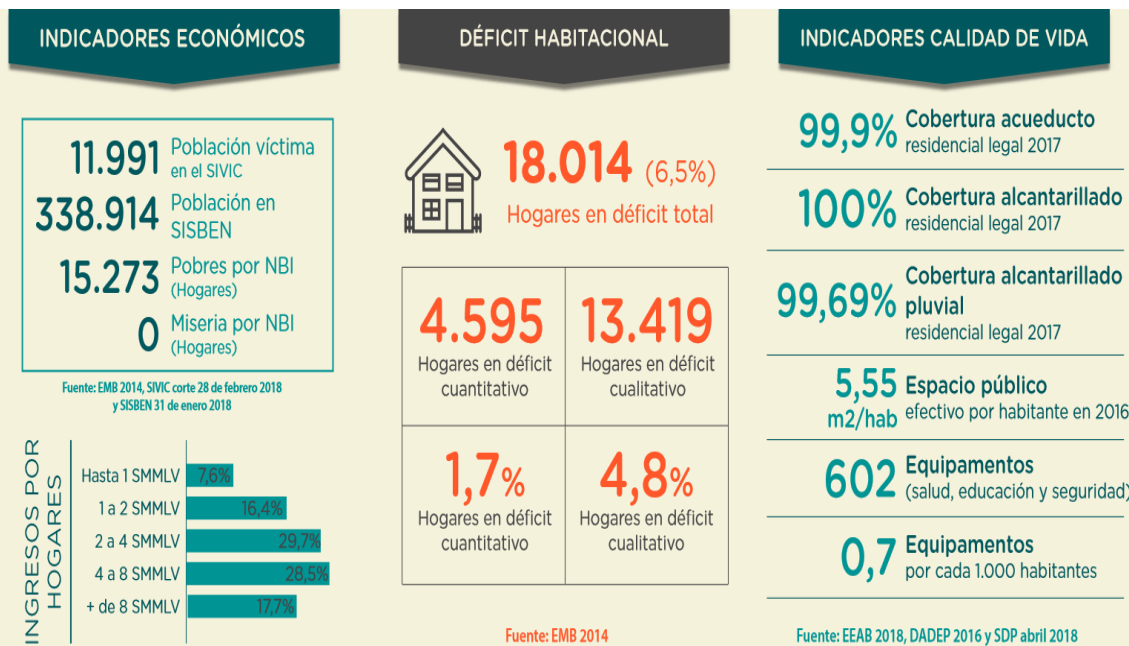 INDICADORES ECONÓMICOS
11.991 Población víctima
en el SIVIC
338.914 Población en
SISBEN
15.273 Pobres por NBI
(Hogares)
0 Miseria por NBI
(Hogares)
Fuente: EMB 2014, SIVIC corte 28 de febrero 2018
y SISBEN 31 de enero 2018
INGRESOS POR
HOGARES
Hasta 1 SMMLV 7,6%
1 a 2 SMMLV 16,4%
2 a 4 SMMLV 29,7%
4 a 8 SMMLV 28,5%
+ de 8 SMMLV 17,7%
DÉFICIT HABITACIONAL
18.014 (6,5%)
Hogares en déficit total
4.595
Hogares en déficit
cuantitativo
13.419
Hogares en déficit
cualitativo
1,7%
Hogares en déficit
cuantitativo
4,8%
Hogares en déficit
cualitativo
Fuente: EMB 2014
INDICADORES CALIDAD DE VIDA
99,9% Cobertura acueducto
residencial legal 2017
100% Cobertura alcantarillado
residencial legal 2017
99,69% Cobertura alcantarillado
pluvial
residencial legal 2017
5,55 Espacio público
m2/hab efectivo por habitante en 2016
602 Equipamentos
(salud, educación y seguridad)
0,7 Equipamentos
por cada 1.000 habitantes
Fuente: EEAB 2018, DADEP 2016 y SDP abril 2018